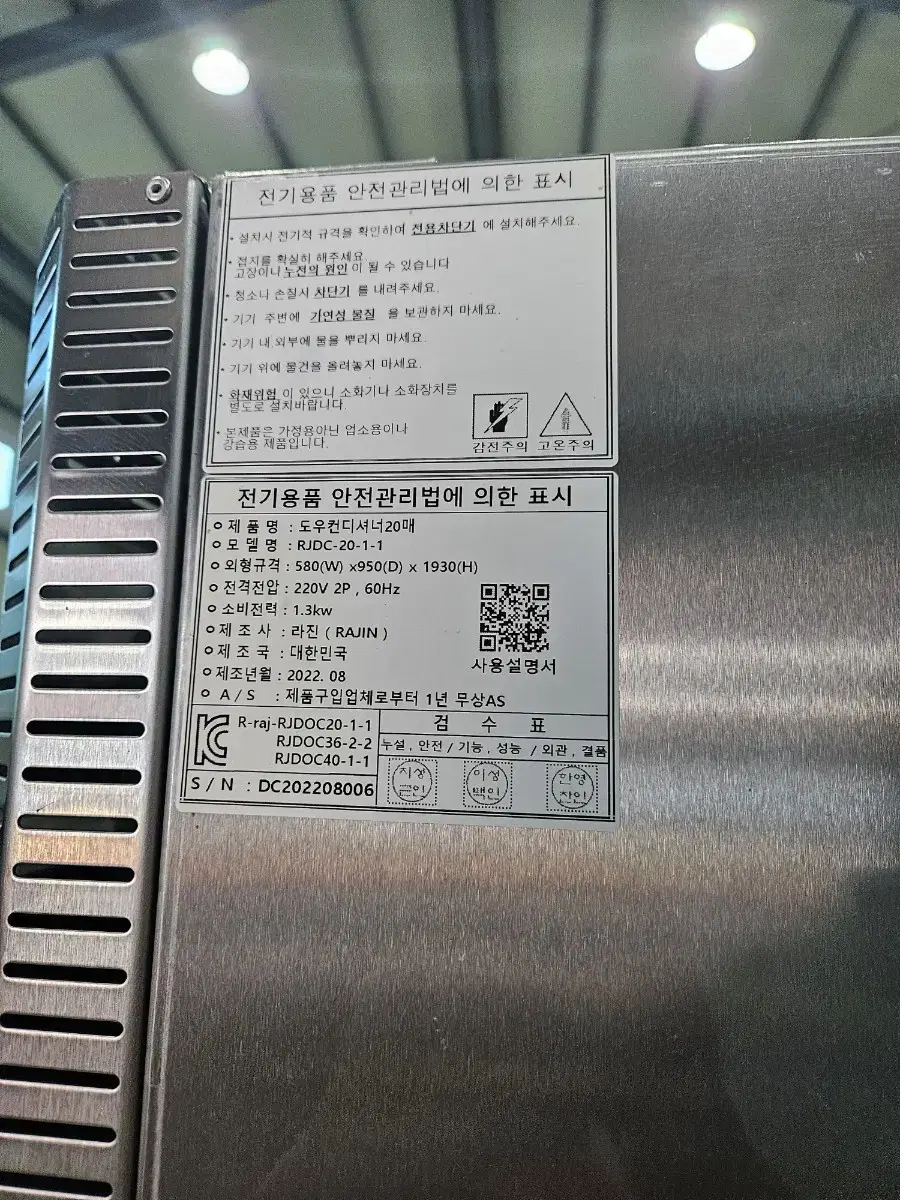 전기용품 안전관리법에 의한 표시
• 설치시 전기적 규격을 확인하여 전용차단기 에 설치해주세요.
• 접지를 확실히 해주세요.
고장이나 누전의 원인 이 될 수 있습니다
• 청소나 손질시 차단기 를 내려주세요.
• 기기 주변에 가연성 물질 을 보관하지 마세요.
• 기기 내.외부에 물을 뿌리지 마세요.
• 기기 위에 물건을 올려놓지 마세요.
• 화재위험 이 있으니 소화기나 소화장치를
별도로 설치바랍니다.
• 본제품은 가정용아닌 업소용이나
강습용 제품입니다.
감전주의 고온주의
전기용품 안전관리법에 의한 표시
ㅇ 제 품 명 : 도우컨디셔너20매
ㅇ 모 델 명 : RJDC-20-1-1
ㅇ 외형규격 : 580(W) x950(D) x 1930(H)
ㅇ 전격전압 : 220V 2P , 60Hz
ㅇ 소비전력 : 1.3kw
ㅇ 제 조 사 : 라진 ( RAJIN )
ㅇ 제 조 국 : 대한민국
ㅇ 제조년월 : 2022. 08
ㅇ A / S : 제품구입업체로부터 1년 무상AS
사용설명서
R-raj-RJDOC20-1-1
RJDOC36-2-2
RJDOC40-1-1
S / N : DC202208006
검 수 표
누설 , 안전 / 기능 , 성능 / 외관 , 결품